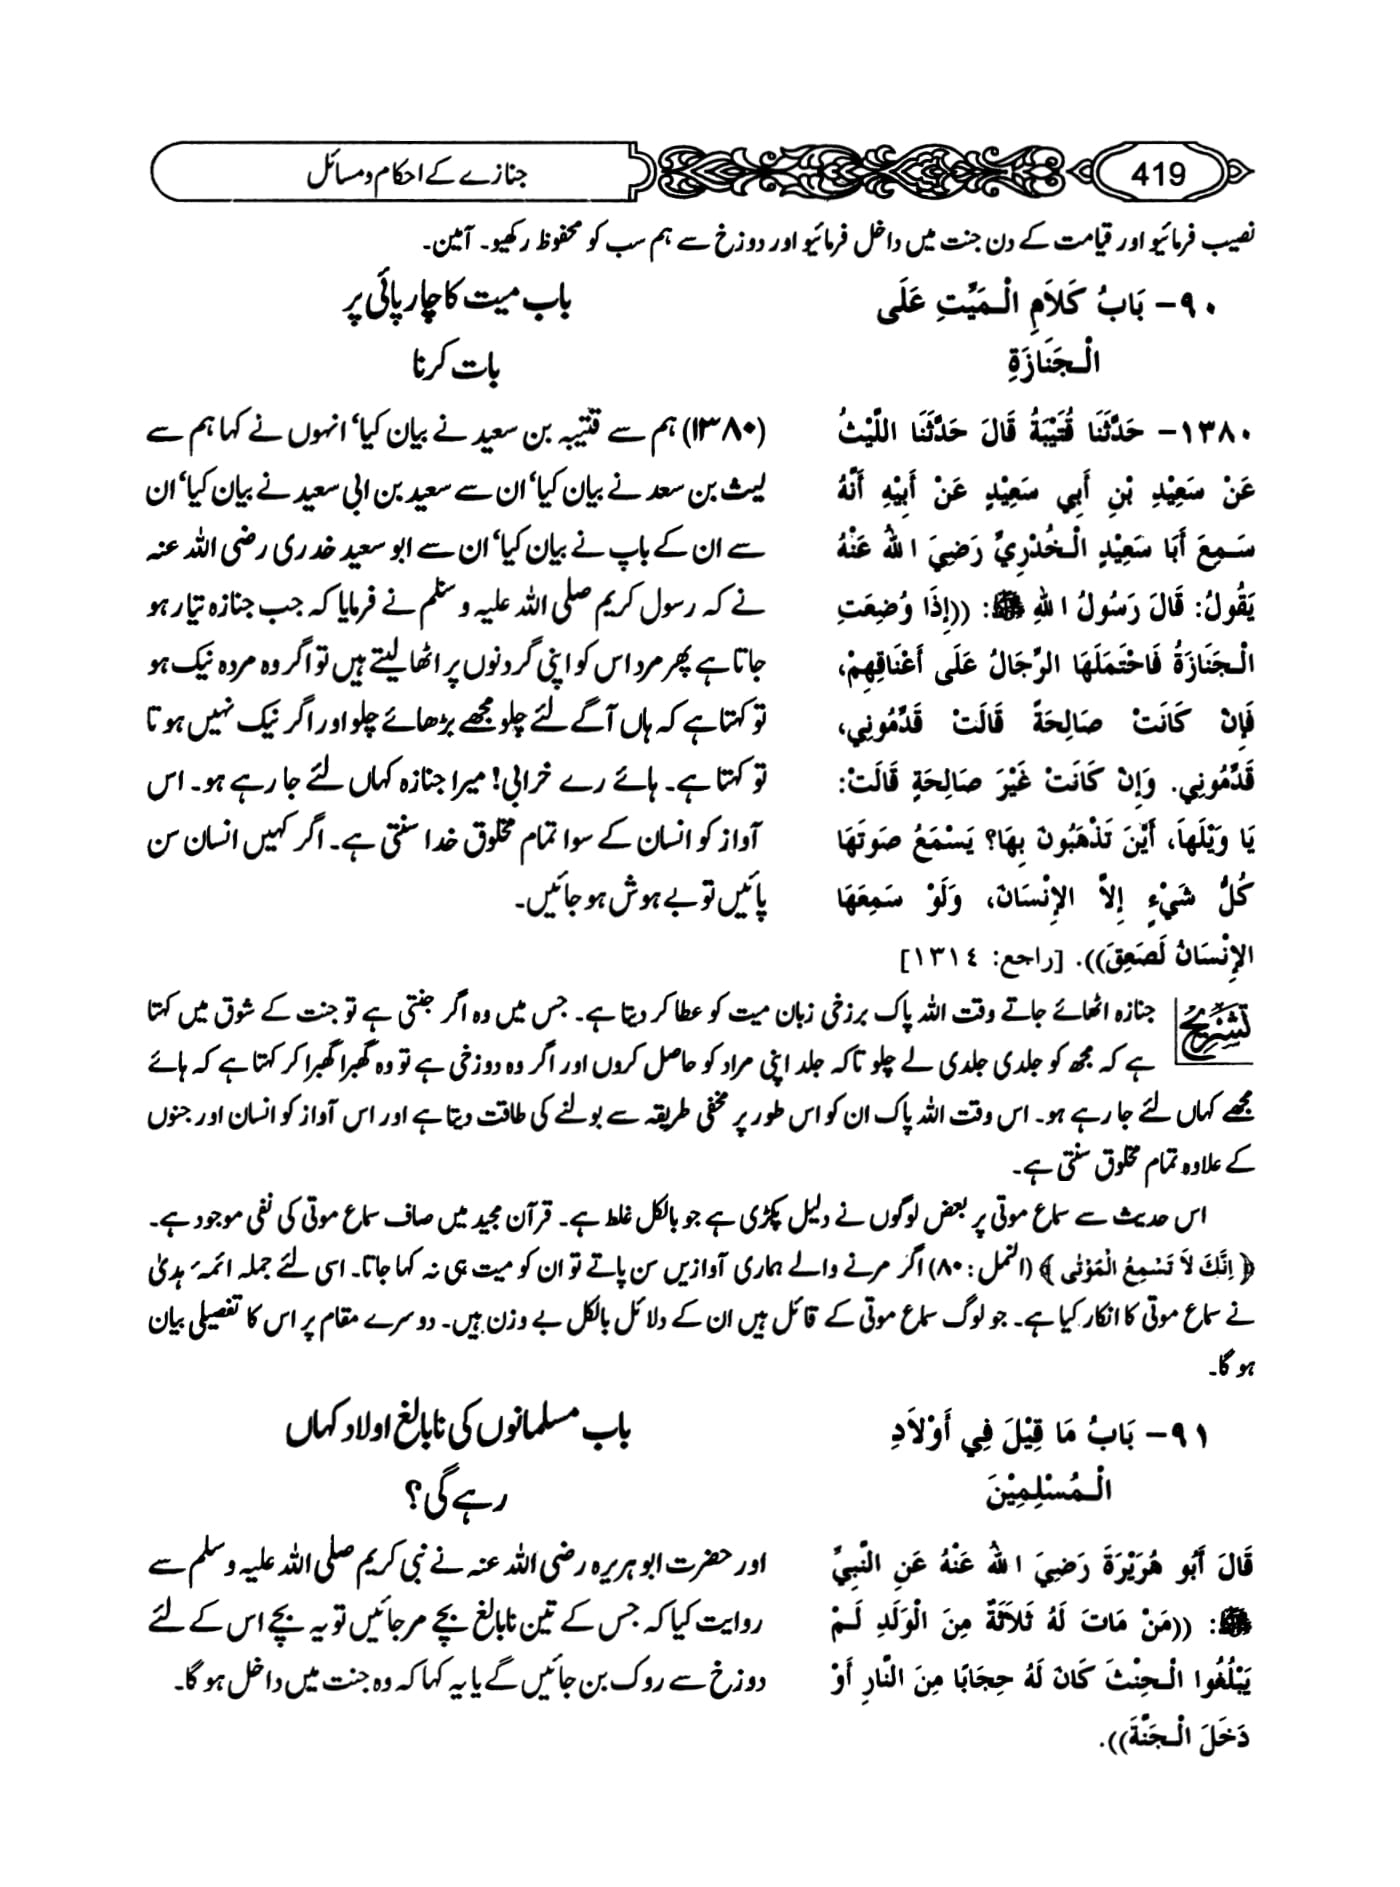 419
جنازے کے احکام و مسائل
نصیب فرمائیو اور قیامت کے دن جنت میں داخل فرمائیو اور دوزخ سے ہم سب کو محفوظ رکھیو۔ آمین۔
٩٠- بَابُ كَلاَمِ الْـمَيِّتِ عَلَى
الْـجَنَازَةِ
١٣٨٠- حَدَّثَنَا قُتَيْبَةُ قَالَ حَدَّثَنَا اللَّيْثُ
عَنْ سَعِيْدِ بْنِ أَبِي سَعِيْدٍ عَنْ أَبِيْهِ أَنَّهُ
سَـمِعَ أَبَا سَعِيْدٍ الْـخُدْرِيِّ رَضِيَ اللهُ عَنْهُ
يَقُولُ: قَالَ رَسُولُ اللهِ ﷺ: ((إِذَا وُضِعَتِ
الْـجَنَازَةُ فَاحْتَمَلَهَا الرِّجَالُ عَلَى أَعْنَاقِهِمْ،
فَإِنْ كَانَتْ صَالِحَةً قَالَتْ قَدِّمُونِي،
قَدِّمُونِي. وَإِنْ كَانَتْ غَيْرَ صَالِحَةٍ قَالَتْ:
يَا وَيْلَهَا، أَيْنَ تَذْهَبُونَ بِهَا؟ يَسْمَعُ صَوتَهَا
كُلُّ شَيْءٍ إِلاَّ الإِنْسَانَ، وَلَوْ سَمِعَهَا
الإِنْسَانُ لَصَعِقَ)). [راجع: ١٣١٤]
باب میت کا چارپائی پر
بات کرنا
(۱۳۸۰) ہم سے قتیبہ بن سعید نے بیان کیا‘ انہوں نے کہا ہم سے
لیث بن سعد نے بیان کیا‘ ان سے سعید بن ابی سعید نے بیان کیا‘ ان
سے ان کے باپ نے بیان کیا‘ ان سے ابو سعید خدری رضی اللہ عنہ
نے کہ رسول کریم صلی اللہ علیہ و سلم نے فرمایا کہ جب جنازہ تیار ہو
جاتا ہے پھر مرد اس کو اپنی گردنوں پر اٹھا لیتے ہیں تو اگر وہ مردہ نیک ہو
تو کہتا ہے کہ ہاں آگے لئے چلو مجھے بڑھائے چلو اور اگر نیک نہیں ہوتا
تو کہتا ہے۔ ہائے رے خرابی! میرا جنازہ کہاں لئے جا رہے ہو۔ اس
آواز کو انسان کے سوا تمام مخلوق خدا سنتی ہے۔ اگر کہیں انسان سن
پائیں تو بے ہوش ہو جائیں۔
تشریح
جنازہ اٹھائے جاتے وقت اللہ پاک برزخی زبان میت کو عطا کر دیتا ہے۔ جس میں وہ اگر جنتی ہے تو جنت کے شوق میں کہتا
ہے کہ مجھ کو جلدی جلدی لے چلو تاکہ جلد اپنی مراد کو حاصل کروں اور اگر وہ دوزخی ہے تو وہ گھبرا گھبرا کر کہتا ہے کہ ہائے
مجھے کہاں لئے جا رہے ہو۔ اس وقت اللہ پاک ان کو اس طور پر مخفی طریقہ سے بولنے کی طاقت دیتا ہے اور اس آواز کو انسان اور جنوں
کے علاوہ تمام مخلوق سنتی ہے۔
اس حدیث سے سماع موتی پر بعض لوگوں نے دلیل پکڑی ہے جو بالکل غلط ہے۔ قرآن مجید میں صاف سماع موتی کی نفی موجود ہے۔
﴿ اِنَّكَ لاَ تَسْمِعُ الْمَوْتٰى ﴾ (النمل : ۸۰) اگر مرنے والے ہماری آوازیں سن پاتے تو ان کو میت ہی نہ کہا جاتا۔ اسی لئے جملہ ائمہ ہدیٰ
نے سماع موتی کا انکار کیا ہے۔ جو لوگ سماع موتی کے قائل ہیں ان کے دلائل بالکل بے وزن ہیں۔ دوسرے مقام پر اس کا تفصیلی بیان
ہو گا۔
٩١- بَابُ مَا قِيْلَ فِي أَوْلاَدِ
الْـمُسْلِمِيْنَ
قَالَ أَبُو هُرَيْرَةَ رَضِيَ اللهُ عَنْهُ عَنِ النَّبِيِّ
ﷺ: ((مَنْ مَاتَ لَهُ ثَلاَثَةٌ مِنَ الْوَلَدِ لَـمْ
يَبْلُغُوا الْـحِنْثَ كَانَ لَهُ حِجَابًا مِنَ النَّارِ أَوْ
دَخَلَ الْـجَنَّةَ)).
باب مسلمانوں کی نابالغ اولاد کہاں
رہے گی؟
اور حضرت ابو ہریرہ رضی اللہ عنہ نے نبی کریم صلی اللہ علیہ و سلم سے
روایت کیا کہ جس کے تین نابالغ بچے مر جائیں تو یہ بچے اس کے لئے
دوزخ سے روک بن جائیں گے یا یہ کہا کہ وہ جنت میں داخل ہو گا۔